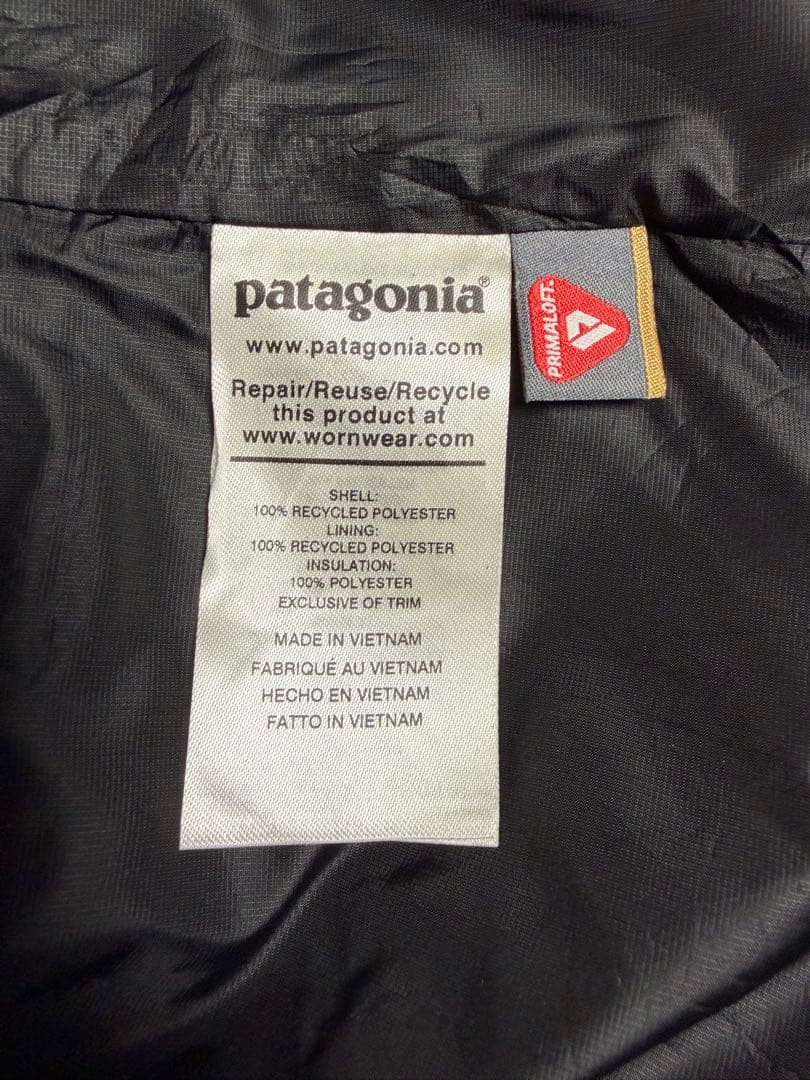 patagonia®
www.patagonia.com
Repair/Reuse/Recycle
this product at
www.wornwear.com
SHELL:
100% RECYCLED POLYESTER
LINING:
100% RECYCLED POLYESTER
INSULATION:
100% POLYESTER
EXCLUSIVE OF TRIM
MADE IN VIETNAM
FABRIQUÉ AU VIETNAM
HECHO EN VIETNAM
FATTO IN VIETNAM
PRIMALOFT.